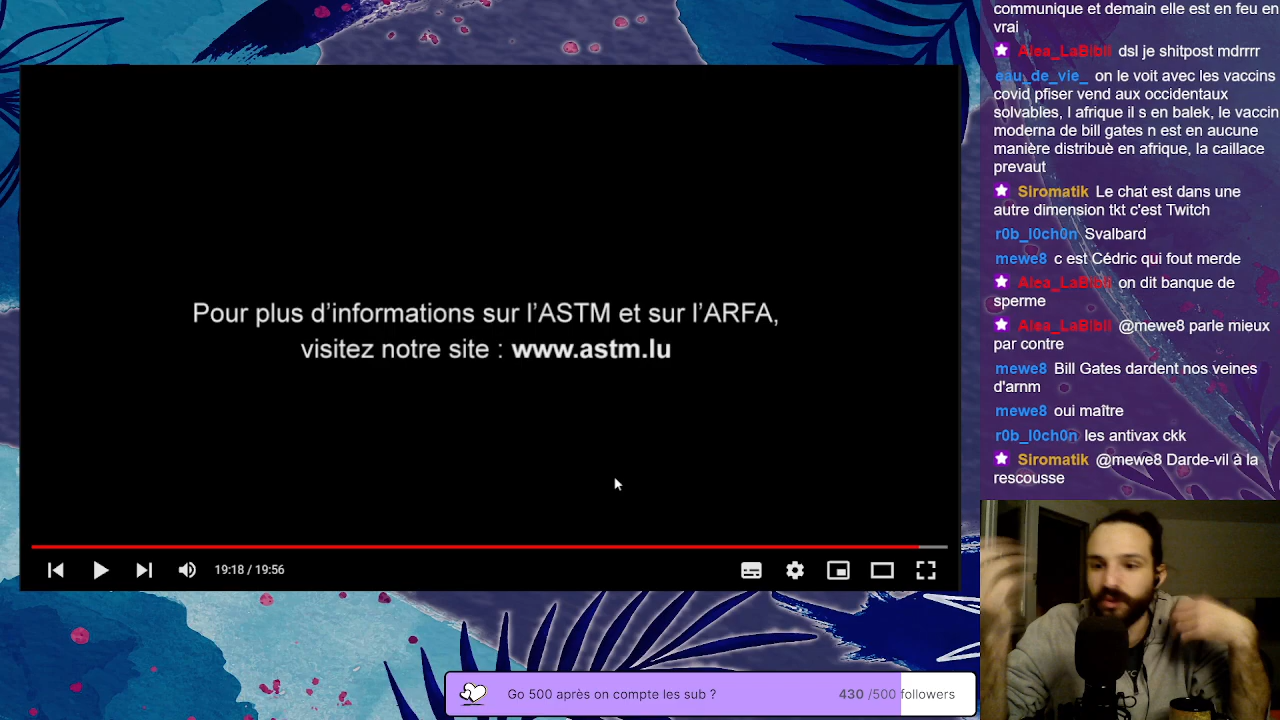 communique et demain elle est en feu en
vrai
Alea_LaBibli dsl je shitpost mdrrrr
eau_de_vie_ on le voit avec les vaccins
covid pfiser vend aux occidentaux
solvables, l afrique il s en balek, le vaccin
moderna de bill gates n est en aucune
manière distribuè en afrique, la caillace
prevaut
Siromatik Le chat est dans une
autre dimension tkt c'est Twitch
r0b_l0ch0n Svalbard
mewe8 c est Cédric qui fout merde
Alea_LaBibli on dit banque de
sperme
Alea_LaBibli @mewe8 parle mieux
par contre
mewe8 Bill Gates dardent nos veines
d'arnm
mewe8 oui maître
r0b_l0ch0n les antivax ckk
Siromatik @mewe8 Darde-vil à la
rescousse
Pour plus d’informations sur l’ASTM et sur l’ARFA,
visitez notre site : www.astm.lu
19:18 / 19:56
Go 500 après on compte les sub ? 430 /500 followers
KC